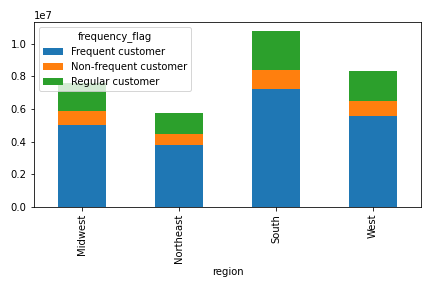 1e7
frequency_flag
Frequent customer
Non-frequent customer
Regular customer
1.0
0.8
0.6
0.4
0.2
0.0
Midwest
Northeast
South
West
region